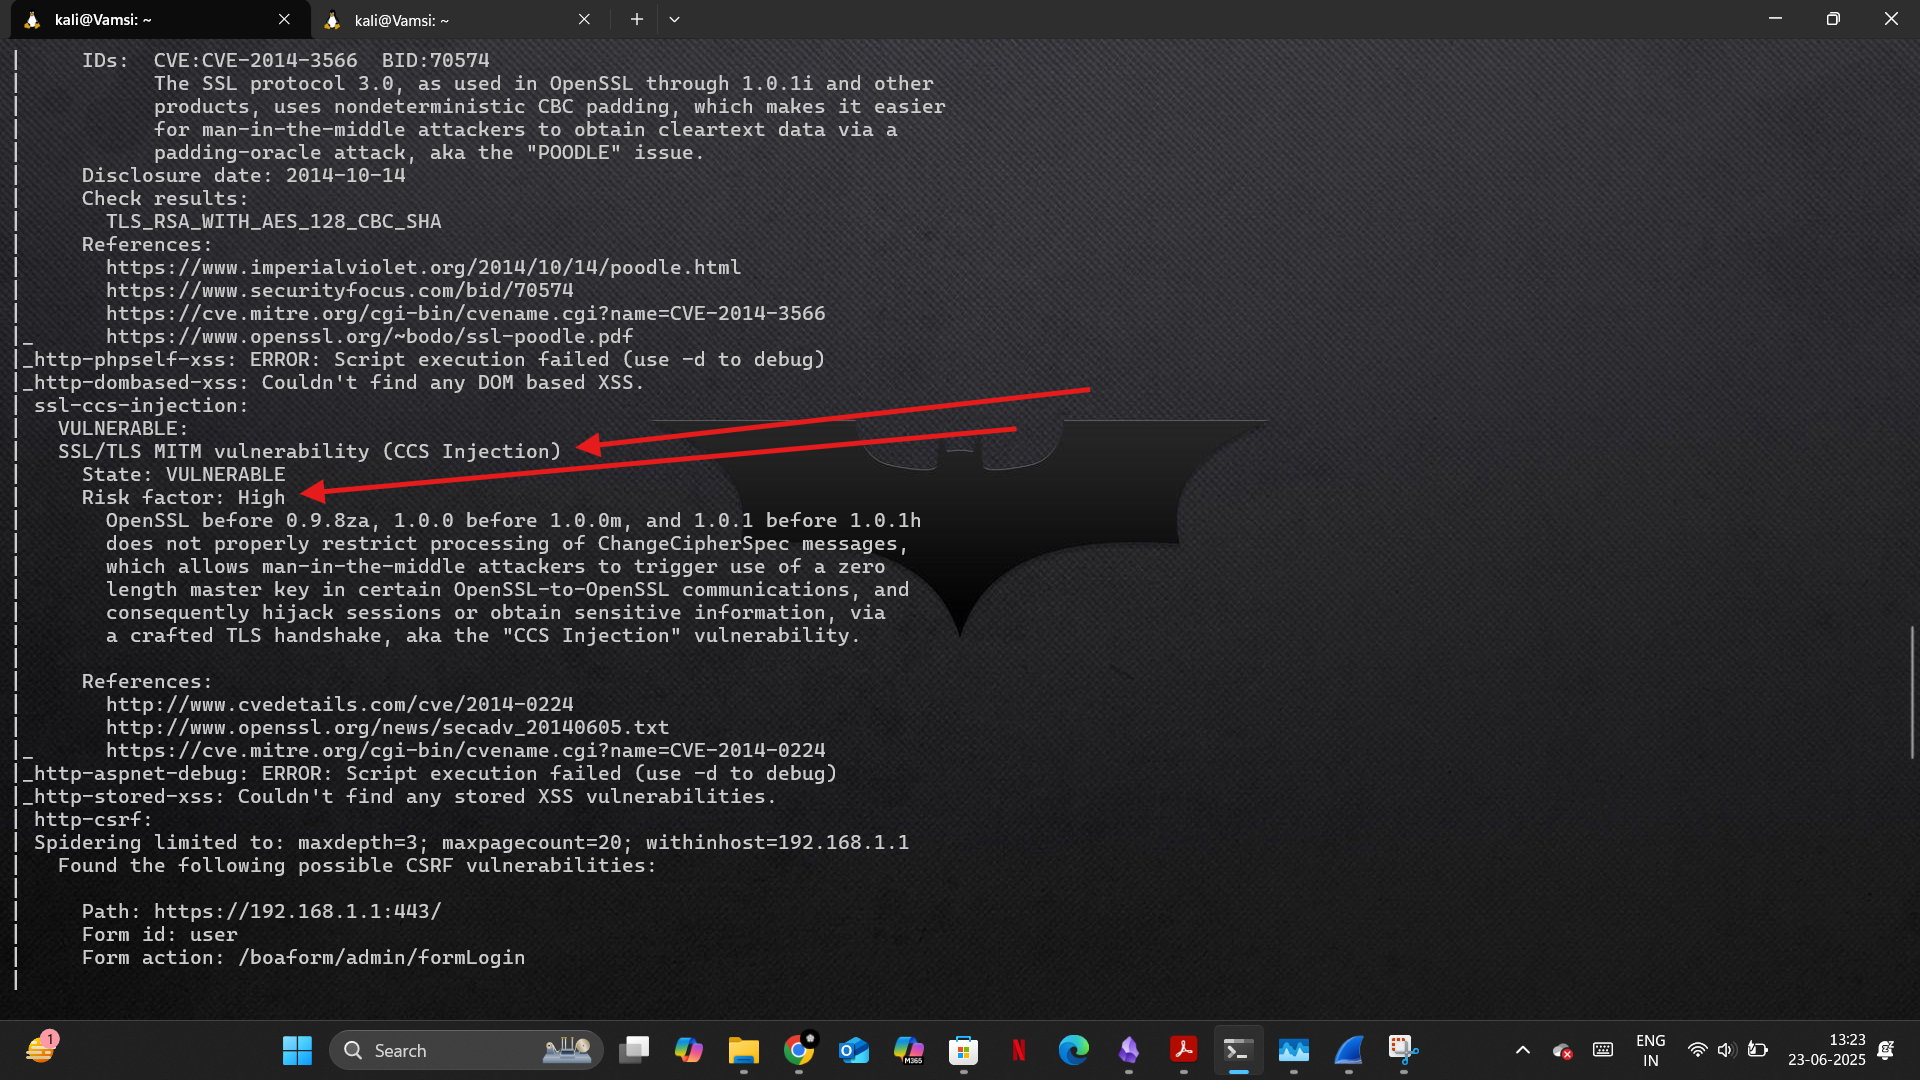 kali@Vamsi: ~
kali@Vamsi: ~
|     IDs:  CVE:CVE-2014-3566  BID:70574
|           The SSL protocol 3.0, as used in OpenSSL through 1.0.1i and other
|           products, uses nondeterministic CBC padding, which makes it easier
|           for man-in-the-middle attackers to obtain cleartext data via a
|           padding-oracle attack, aka the "POODLE" issue.
|     Disclosure date: 2014-10-14
|     Check results:
|       TLS_RSA_WITH_AES_128_CBC_SHA
|     References:
|       https://www.imperialviolet.org/2014/10/14/poodle.html
|       https://www.securityfocus.com/bid/70574
|       https://cve.mitre.org/cgi-bin/cvename.cgi?name=CVE-2014-3566
|_      https://www.openssl.org/~bodo/ssl-poodle.pdf
|_http-phpself-xss: ERROR: Script execution failed (use -d to debug)
|_http-dombased-xss: Couldn't find any DOM based XSS.
| ssl-ccs-injection:
|   VULNERABLE:
|   SSL/TLS MITM vulnerability (CCS Injection)
|     State: VULNERABLE
|     Risk factor: High
|       OpenSSL before 0.9.8za, 1.0.0 before 1.0.0m, and 1.0.1 before 1.0.1h
|       does not properly restrict processing of ChangeCipherSpec messages,
|       which allows man-in-the-middle attackers to trigger use of a zero
|       length master key in certain OpenSSL-to-OpenSSL communications, and
|       consequently hijack sessions or obtain sensitive information, via
|       a crafted TLS handshake, aka the "CCS Injection" vulnerability.
|
|     References:
|       http://www.cvedetails.com/cve/2014-0224
|       http://www.openssl.org/news/secadv_20140605.txt
|_      https://cve.mitre.org/cgi-bin/cvename.cgi?name=CVE-2014-0224
|_http-aspnet-debug: ERROR: Script execution failed (use -d to debug)
|_http-stored-xss: Couldn't find any stored XSS vulnerabilities.
| http-csrf:
| Spidering limited to: maxdepth=3; maxpagecount=20; withinhost=192.168.1.1
|   Found the following possible CSRF vulnerabilities:
|
|     Path: https://192.168.1.1:443/
|     Form id: user
|     Form action: /boaform/admin/formLogin
|
1
Search
M365
ENG
IN
13:23
23-06-2025